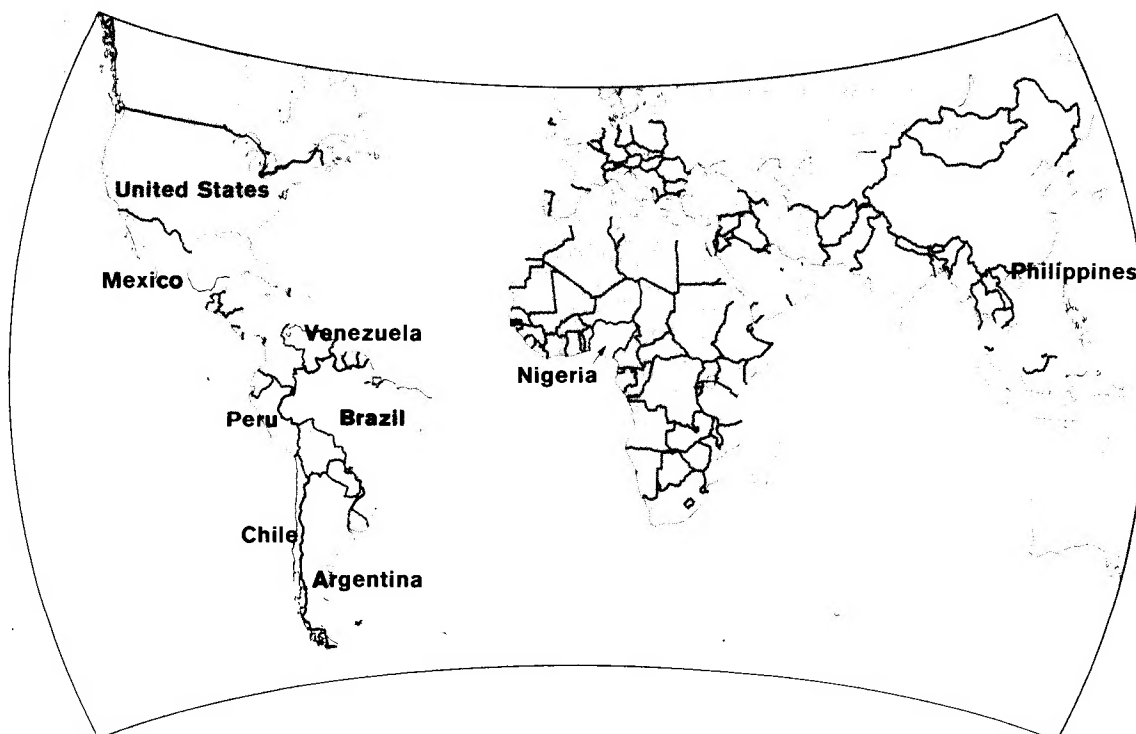 United States
Mexico
Philippines
Venezuela
Nigeria
Peru
Brazil
Chile
Argentina